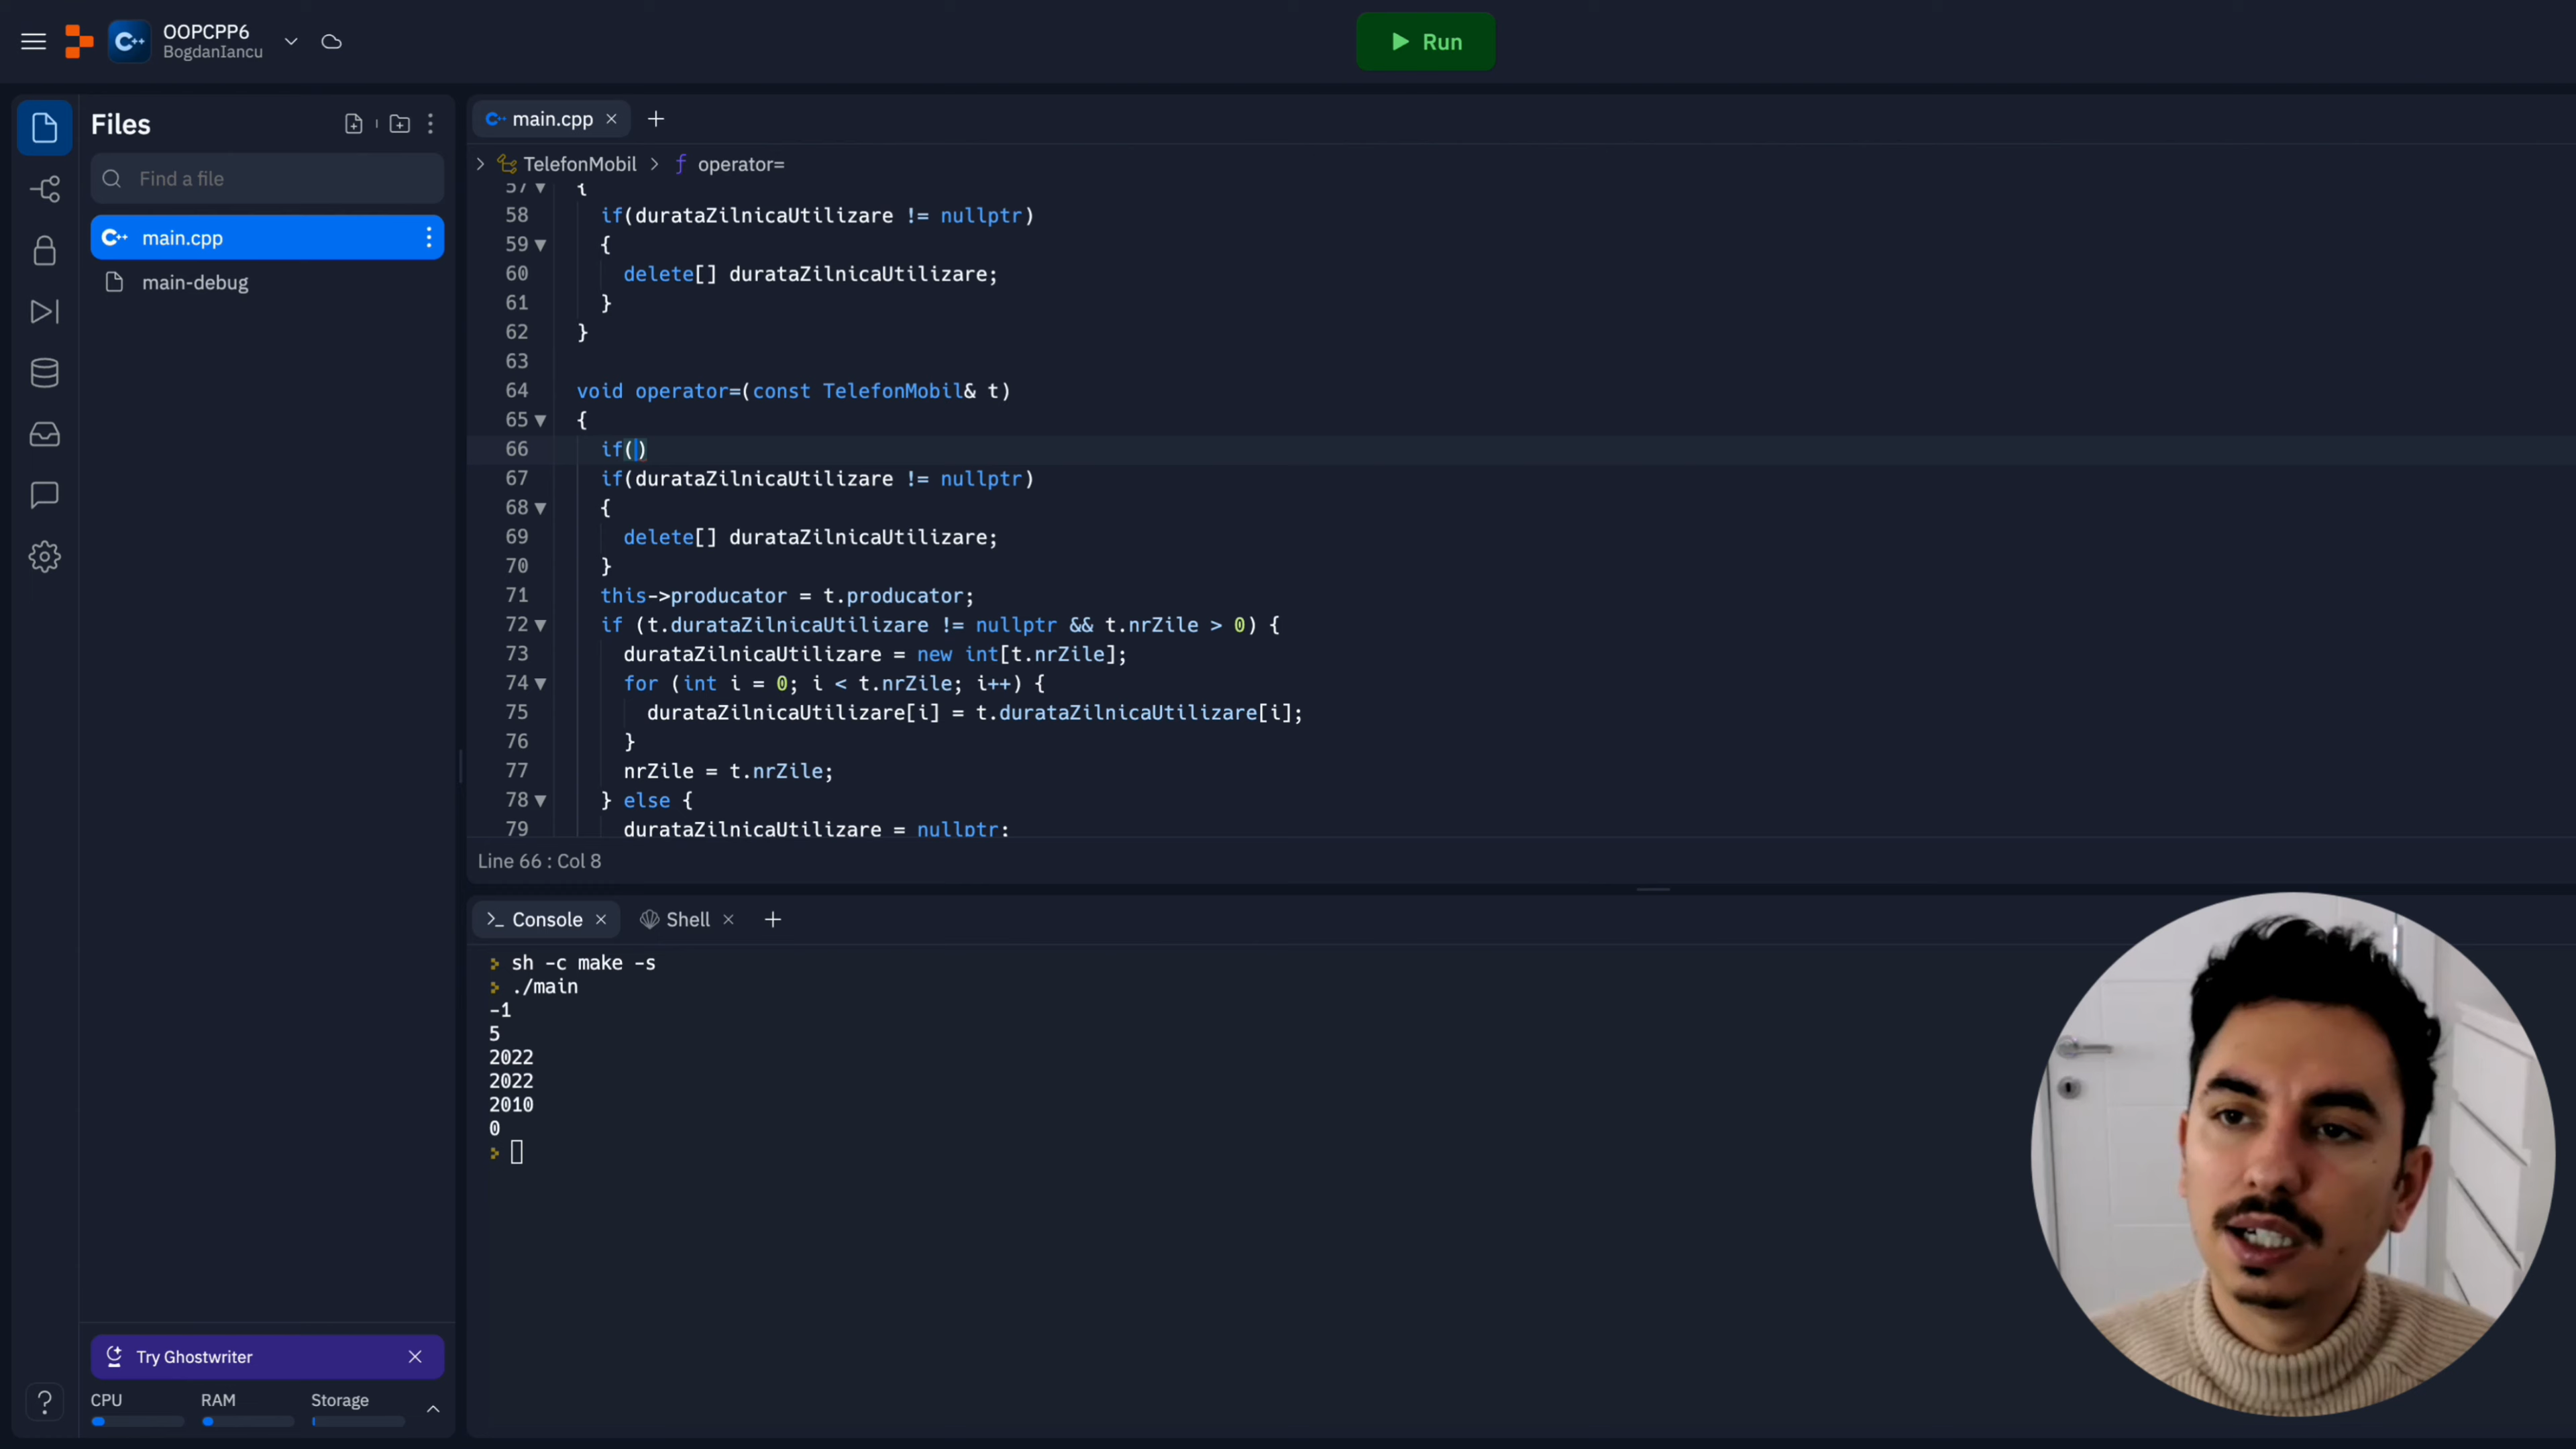 OOPCPP6
BogdanIancu
Run
Files
Find a file
main.cpp
main-debug
main.cpp
TelefonMobil
operator=
57 {
58 if(durataZilnicaUtilizare != nullptr)
59 {
60 delete[] durataZilnicaUtilizare;
61 }
62 }
63
64 void operator=(const TelefonMobil& t)
65 {
66 if()
67 if(durataZilnicaUtilizare != nullptr)
68 {
69 delete[] durataZilnicaUtilizare;
70 }
71 this->producator = t.producator;
72 if (t.durataZilnicaUtilizare != nullptr && t.nrZile > 0) {
73 durataZilnicaUtilizare = new int[t.nrZile];
74 for (int i = 0; i < t.nrZile; i++) {
75 durataZilnicaUtilizare[i] = t.durataZilnicaUtilizare[i];
76 }
77 nrZile = t.nrZile;
78 } else {
79 durataZilnicaUtilizare = nullptr;
Line 66 : Col 8
Console
Shell
sh -c make -s
./main
-1
5
2022
2022
2010
0
Try Ghostwriter
CPU RAM Storage